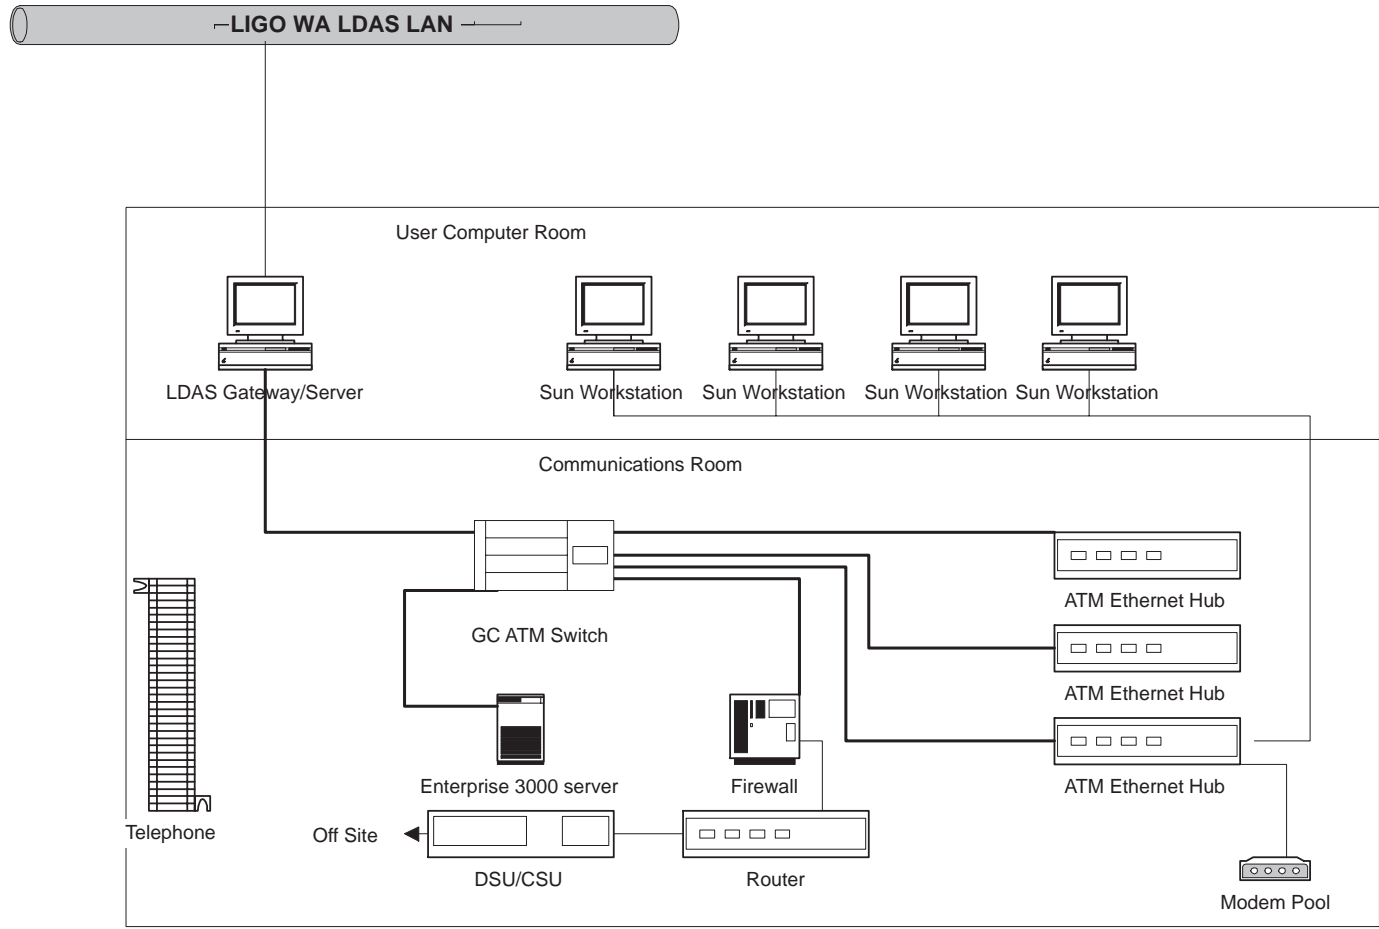 LIGO WA LDAS LAN
User Computer Room
LDAS Gateway/Server
Sun Workstation
Sun Workstation
Sun Workstation
Sun Workstation
Communications Room
ATM Ethernet Hub
GC ATM Switch
ATM Ethernet Hub
Enterprise 3000 server
Firewall
ATM Ethernet Hub
Telephone
Off Site
DSU/CSU
Router
Modem Pool